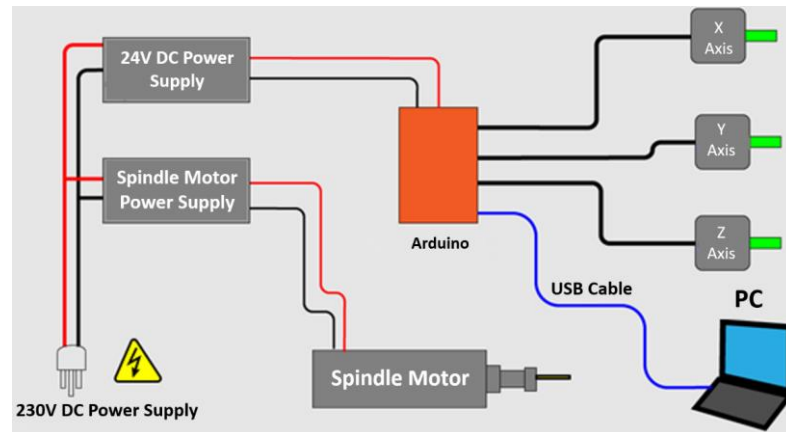 24V DC Power
Supply
Spindle Motor
Power Supply
230V DC Power Supply
Arduino
Spindle Motor
X
Axis
Y
Axis
Z
Axis
USB Cable
PC